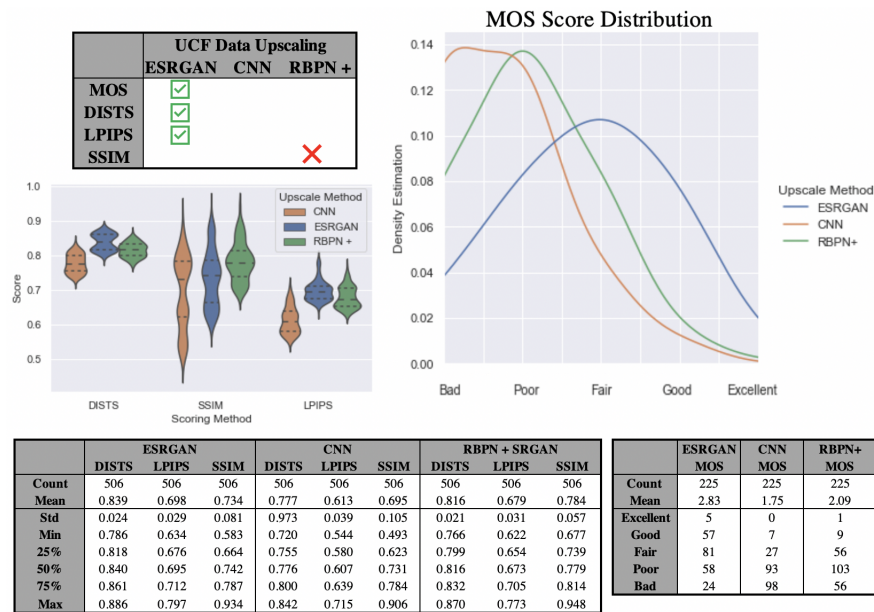 UCF Data Upscaling
ESRGAN CNN RBPN +
MOS
DISTS
LPIPS
SSIM
1.0
0.9
0.8
0.7
0.6
0.5
Score
Upscale Method
CNN
ESRGAN
RBPN +
DISTS SSIM LPIPS
Scoring Method
MOS Score Distribution
0.14
0.12
0.10
0.08
0.06
0.04
0.02
0.00
Density Estimation
Bad Poor Fair Good Excellent
Upscale Method
ESRGAN
CNN
RBPN+
ESRGAN CNN RBPN + SRGAN
DISTS LPIPS SSIM DISTS LPIPS SSIM DISTS LPIPS SSIM
Count 506 506 506 506 506 506 506 506 506
Mean 0.839 0.698 0.734 0.777 0.613 0.695 0.816 0.679 0.784
Std 0.024 0.029 0.081 0.973 0.039 0.105 0.021 0.031 0.057
Min 0.786 0.634 0.583 0.720 0.544 0.493 0.766 0.622 0.677
25% 0.818 0.676 0.664 0.755 0.580 0.623 0.799 0.654 0.739
50% 0.840 0.695 0.742 0.776 0.607 0.731 0.816 0.673 0.779
75% 0.861 0.712 0.787 0.800 0.639 0.784 0.832 0.705 0.814
Max 0.886 0.797 0.934 0.842 0.715 0.906 0.870 0.773 0.948
ESRGAN CNN RBPN+
MOS MOS MOS
Count 225 225 225
Mean 2.83 1.75 2.09
Excellent 5 0 1
Good 57 7 9
Fair 81 27 56
Poor 58 93 103
Bad 24 98 56